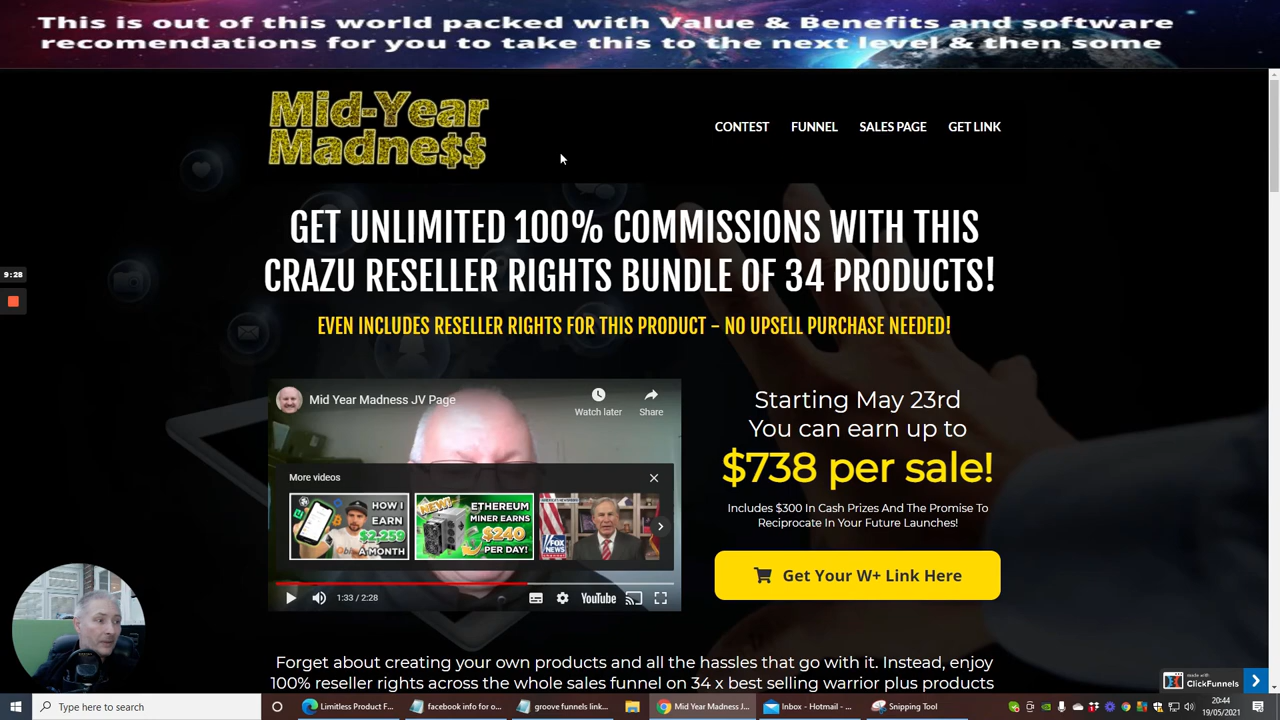 This is out of this world packed with Value & Benefits and software
recomendations for you to take this to the next level & then some
Mid-Year
Madne$$
CONTEST FUNNEL SALES PAGE GET LINK
GET UNLIMITED 100% COMMISSIONS WITH THIS
CRAZU RESELLER RIGHTS BUNDLE OF 34 PRODUCTS!
EVEN INCLUDES RESELLER RIGHTS FOR THIS PRODUCT – NO UPSELL PURCHASE NEEDED!
9:28
Mid Year Madness JV Page
Watch later
Share
More videos
HOW I
EARN
$2,259
A MONTH
NEW!
ETHEREUM
MINER EARNS
$240
PER DAY!
FOX
NEWS
1:33 / 2:28
YouTube
Starting May 23rd
You can earn up to
$738 per sale!
Includes $300 In Cash Prizes And The Promise To
Reciprocate In Your Future Launches!
Get Your W+ Link Here
Forget about creating your own products and all the hassles that go with it. Instead, enjoy
100% reseller rights across the whole sales funnel on 34 x best selling warrior plus products
made with
ClickFunnels
Type here to search
Limitless Product F...
facebook info for o...
groove funnels link...
Mid Year Madness J...
Inbox - Hotmail - ...
Snipping Tool
20:44
19/05/2021